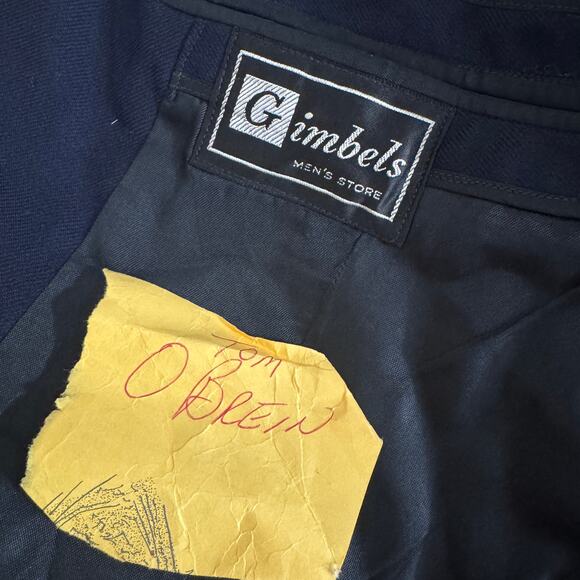 Gimbels
MEN'S STORE
TOM
O BREIN